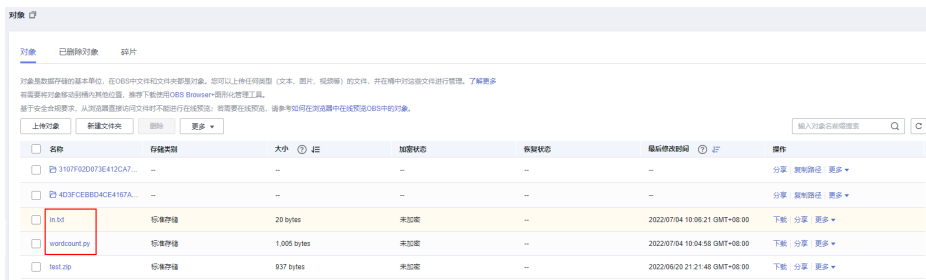 对象
对象 已删除对象 碎片
对象是数据存储的基本单位，在OBS中文件和文件夹都是对象。您可以上传任何类型（文本、图片、视频等）的文件，并在桶中对这些文件进行管理。了解更多
若需要将对象移动到桶内其他位置，推荐下载使用OBS Browser+图形化管理工具。
基于安全合规要求，从浏览器直接访问文件时不能进行在线预览；若需要在线预览，请参考如何在浏览器中在线预览OBS中的对象。
上传对象 新建文件夹 删除 更多 输入对象名前缀搜索
名称 存储类别 大小 加密状态 恢复状态 最后修改时间 操作
3107F02D073E412CA7... -- -- -- -- -- 分享 复制路径 更多
4D3FCEBBD4CE4167A... -- -- -- -- -- 分享 复制路径 更多
in.txt 标准存储 20 bytes 未加密 -- 2022/07/04 10:06:21 GMT+08:00 下载 分享 更多
wordcount.py 标准存储 1,005 bytes 未加密 -- 2022/07/04 10:04:58 GMT+08:00 下载 分享 更多
test.zip 标准存储 937 bytes 未加密 -- 2022/06/20 21:21:48 GMT+08:00 下载 分享 更多